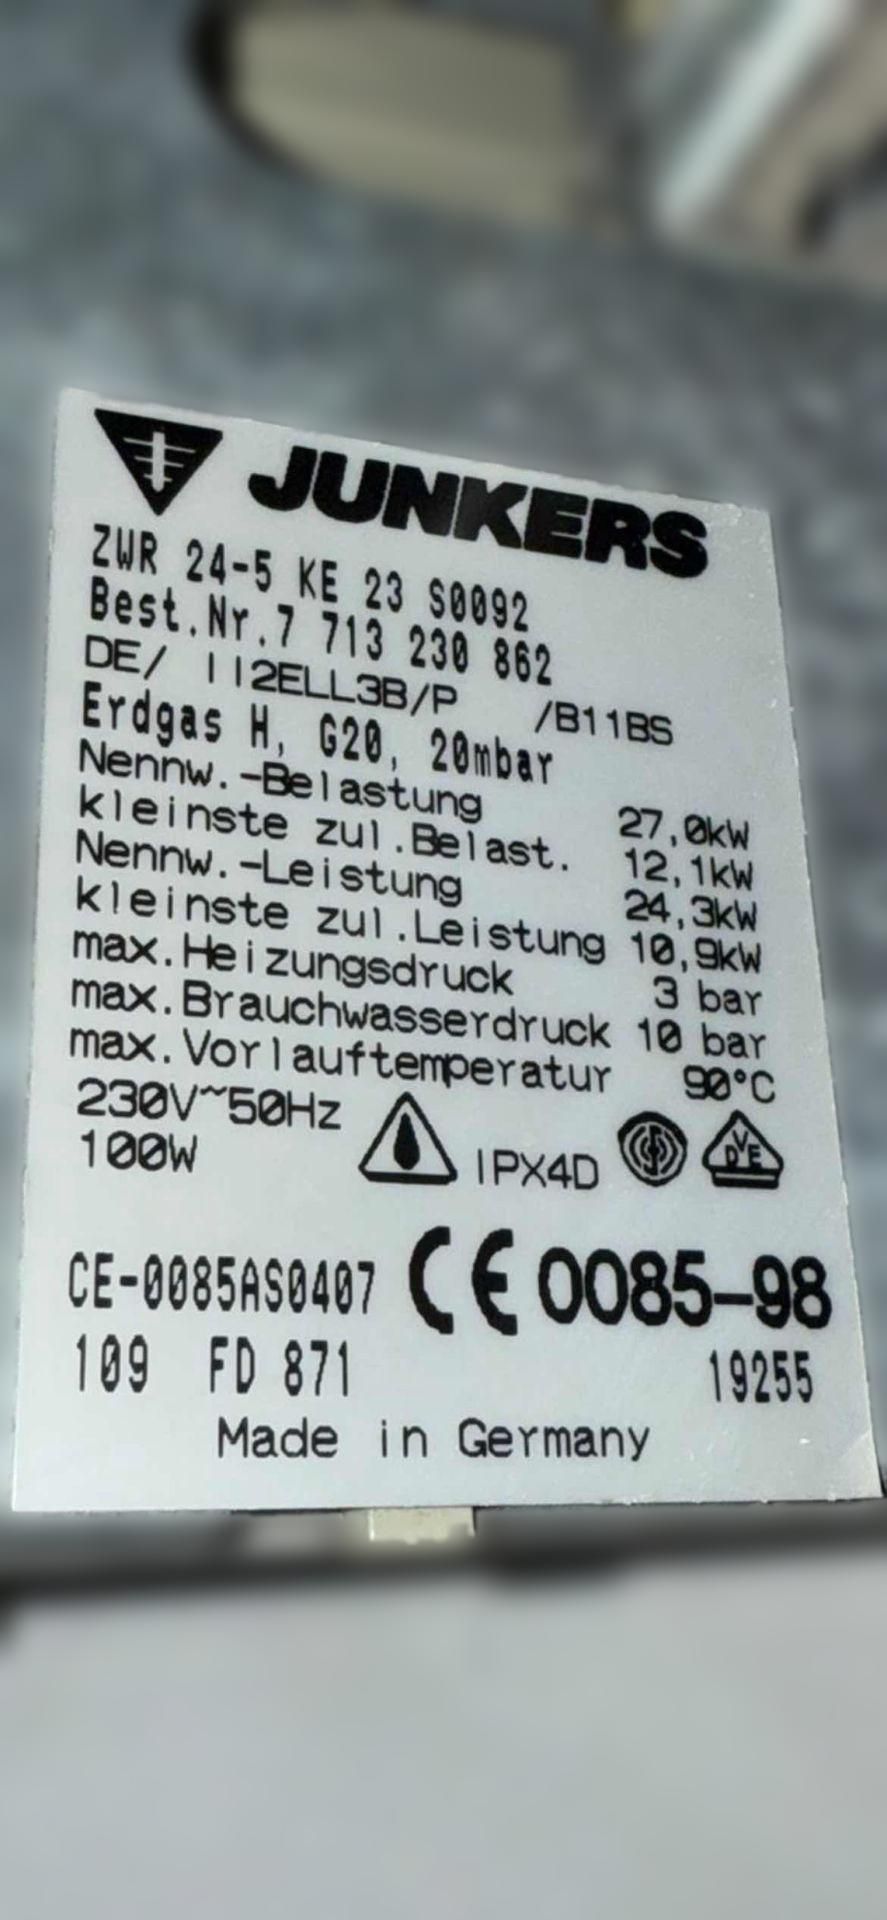 JUNKERS
ZWR 24-5 KE 23 S0092
Best.Nr.7 713 230 862
DE/ II2ELL3B/P /B11BS
Erdgas H, G20, 20mbar
Nennw.-Belastung 27,0kW
kleinste zul.Belast. 12,1kW
Nennw.-Leistung 24,3kW
kleinste zul.Leistung 10,9kW
max.Heizungsdruck 3 bar
max.Brauchwasserdruck 10 bar
max.Vorlauftemperatur 90°C
230V~50Hz
100W IPX4D DVE
CE-0085AS0407 CE 0085-98
109 FD 871 19255
Made in Germany